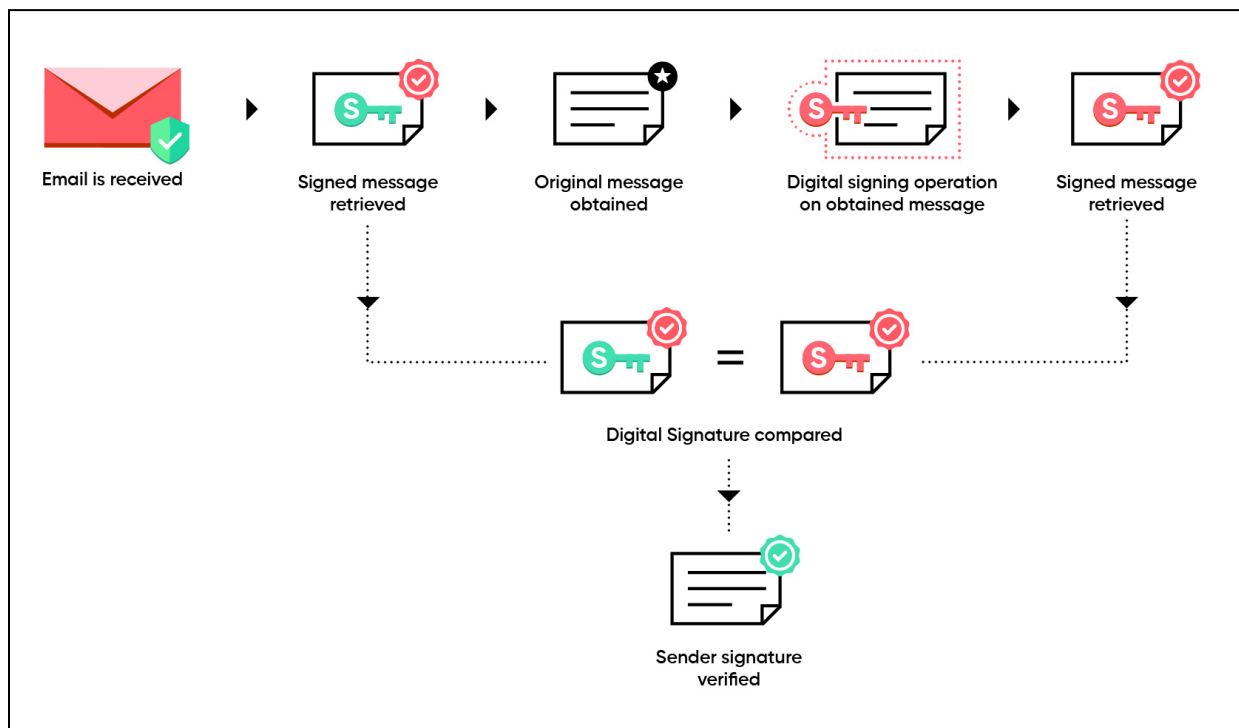 Email is received
S
Signed message
retrieved
Original message
obtained
S
Digital signing operation
on obtained message
S
Signed message
retrieved
S
=
S
Digital Signature compared
Sender signature
verified